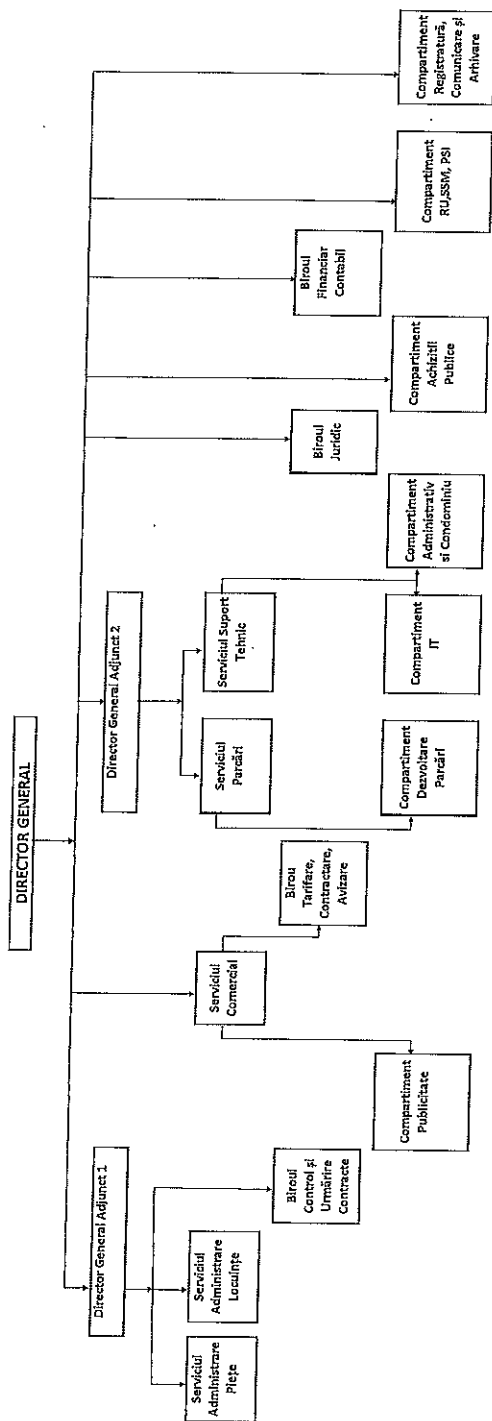 DIRECTOR GENERAL
Director General Adjunct 1
Director General Adjunct 2
Serviciul
Administrare
Piețe
Serviciul
Administrare
Locuințe
Biroul
Control și
Urmărire
Contracte
Serviciul
Comercial
Compartiment
Publicitate
Birou
Tarifare,
Contractare,
Avizare
Serviciul
Parcări
Compartiment
Dezvoltare
Parcări
Serviciul Suport
Tehnic
Compartiment
IT
Compartiment
Administrativ
si Condominiu
Biroul
Juridic
Compartiment
Achizitii
Publice
Biroul
Financiar
Contabil
Compartiment
RU,SSM, PSI
Compartiment
Registratură,
Comunicare și
Arhivare